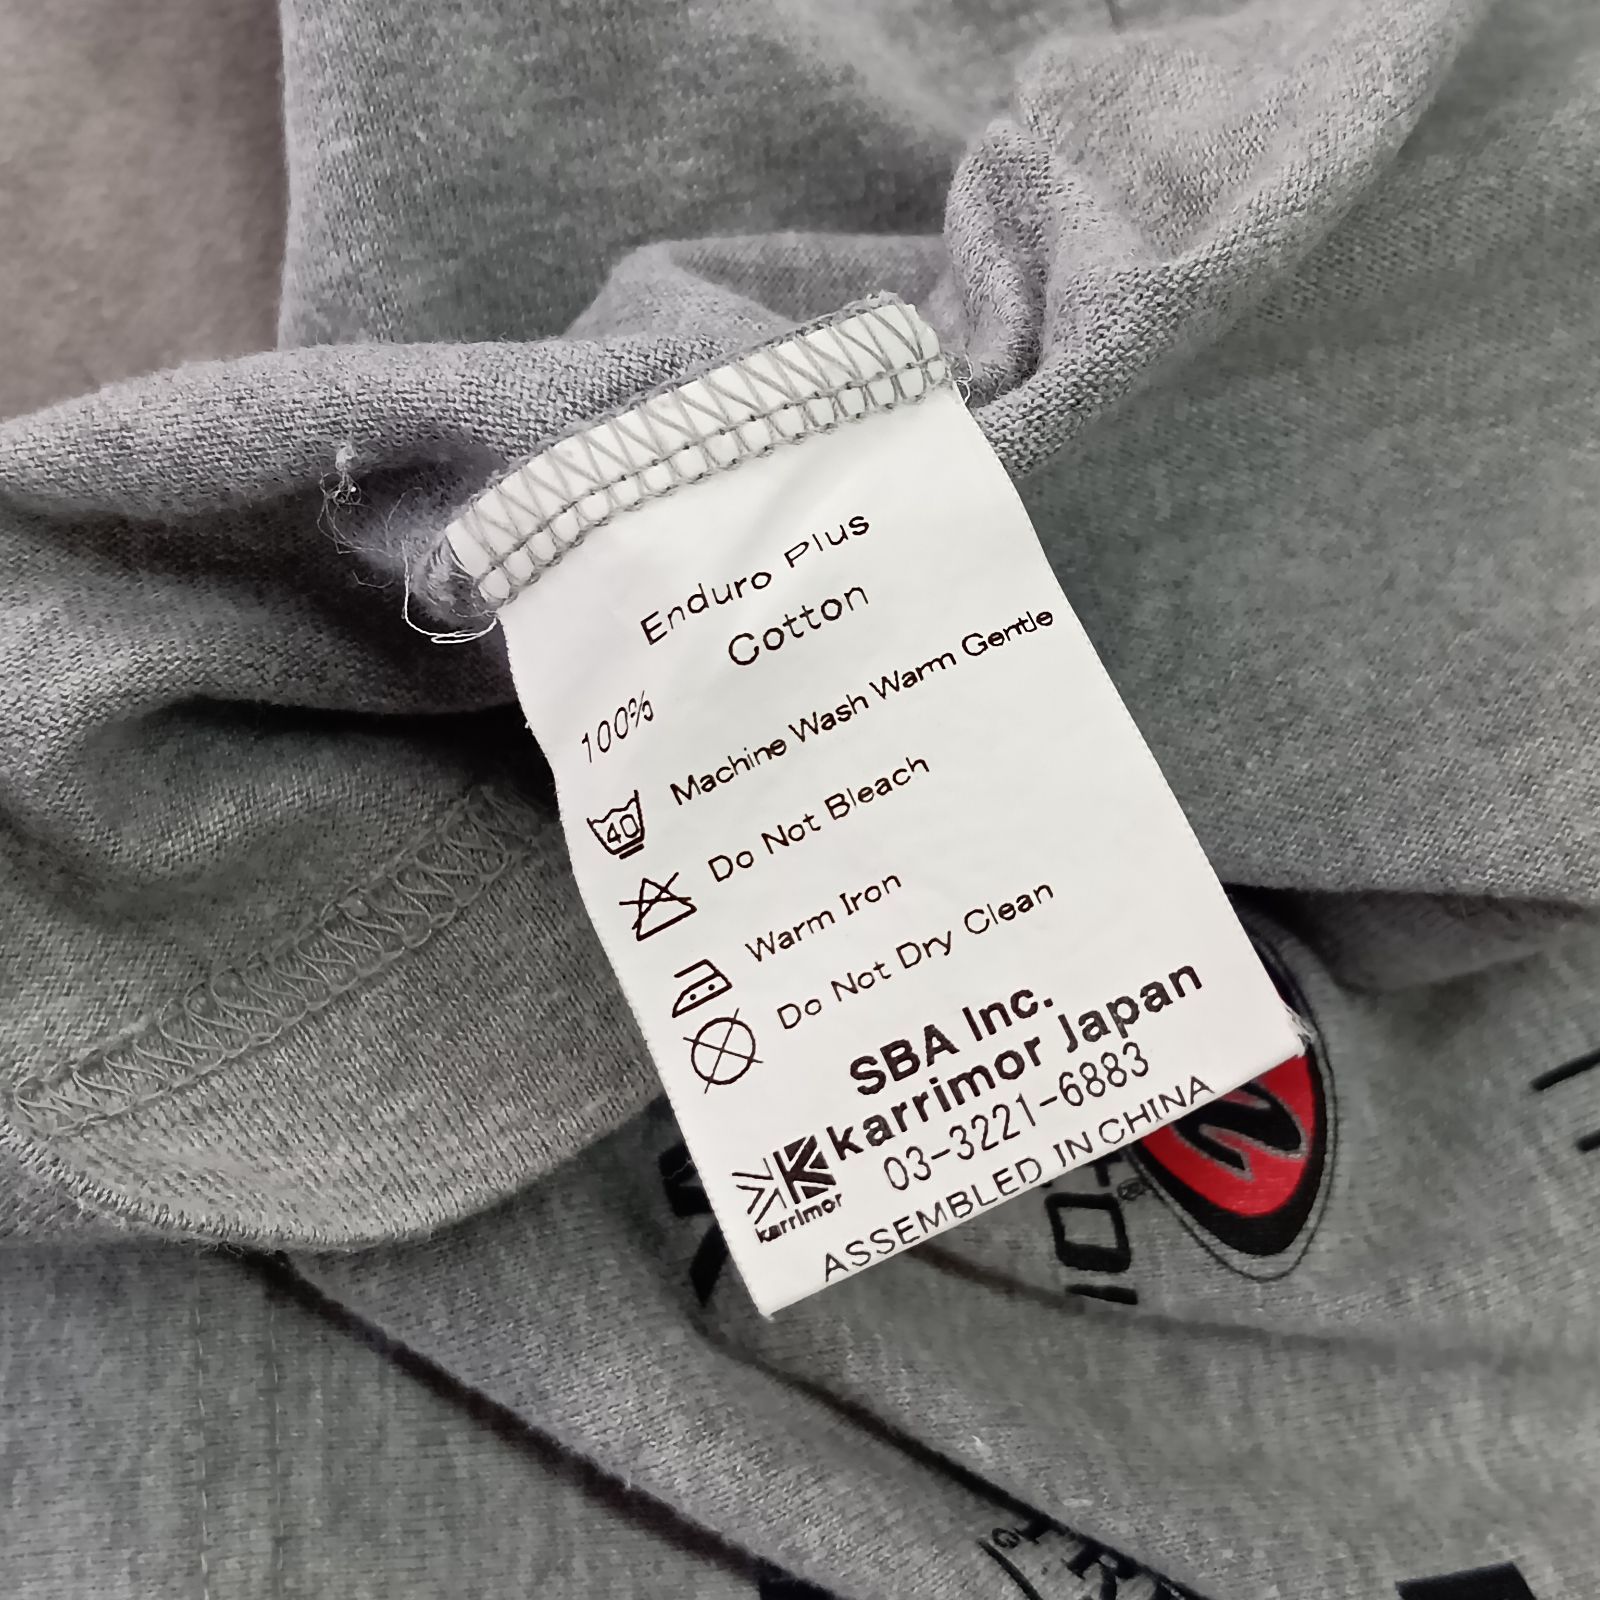 Enduro Plus
100% Cotton
40 Machine Wash Warm Gentle
Do Not Bleach
Warm Iron
Do Not Dry Clean
SBA Inc.
karrimor Japan
03-3221-6883
karrimor
ASSEMBLED IN CHINA